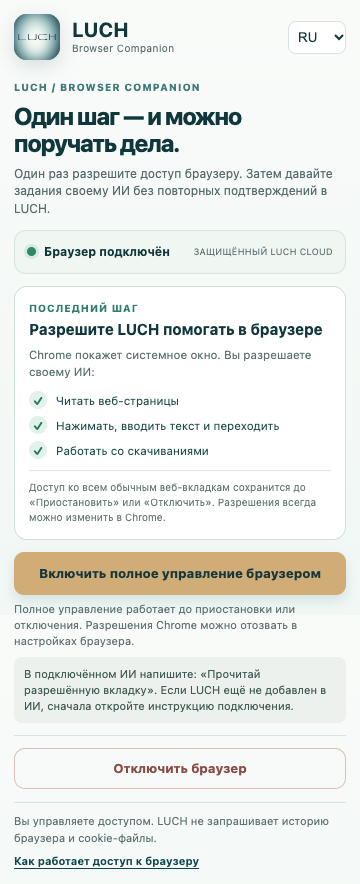 LUCH
LUCH
Browser Companion
RU
LUCH / BROWSER COMPANION
Один шаг — и можно
поручать дела.
Один раз разрешите доступ браузеру. Затем давайте
задания своему ИИ без повторных подтверждений в
LUCH.
Браузер подключён
ЗАЩИЩЁННЫЙ LUCH CLOUD
ПОСЛЕДНИЙ ШАГ
Разрешите LUCH помогать в браузере
Chrome покажет системное окно. Вы разрешаете
своему ИИ:
Читать веб-страницы
Нажимать, вводить текст и переходить
Работать со скачиваниями
Доступ ко всем обычным веб-вкладкам сохранится до
«Приостановить» или «Отключить». Разрешения всегда
можно изменить в Chrome.
Включить полное управление браузером
Полное управление работает до приостановки или
отключения. Разрешения Chrome можно отозвать в
настройках браузера.
В подключённом ИИ напишите: «Прочитай
разрешённую вкладку». Если LUCH ещё не добавлен в
ИИ, сначала откройте инструкцию подключения.
Отключить браузер
Вы управляете доступом. LUCH не запрашивает историю
браузера и cookie-файлы.
Как работает доступ к браузеру